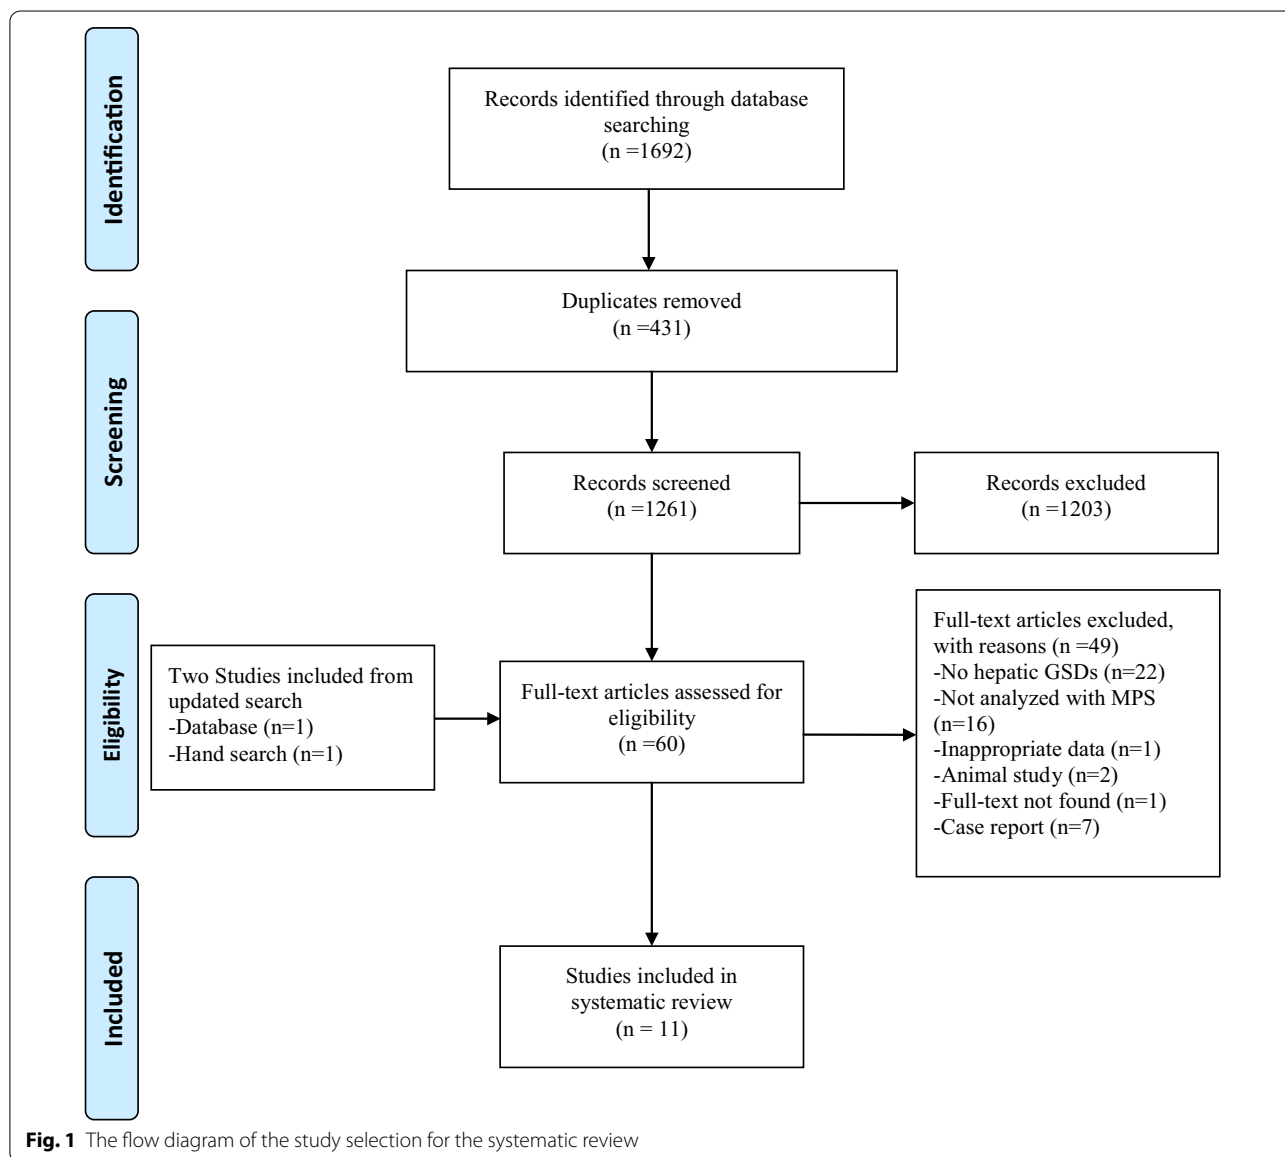 Identification
Records identified through database
searching
(n =1692)
Duplicates removed
(n =431)
Screening
Records screened
(n =1261)
Records excluded
(n =1203)
Eligibility
Two Studies included from
updated search
-Database (n=1)
-Hand search (n=1)
Full-text articles assessed for
eligibility
(n =60)
Full-text articles excluded,
with reasons (n =49)
-No hepatic GSDs (n=22)
-Not analyzed with MPS
(n=16)
-Inappropriate data (n=1)
-Animal study (n=2)
-Full-text not found (n=1)
-Case report (n=7)
Included
Studies included in
systematic review
(n = 11)
Fig. 1 The flow diagram of the study selection for the systematic review